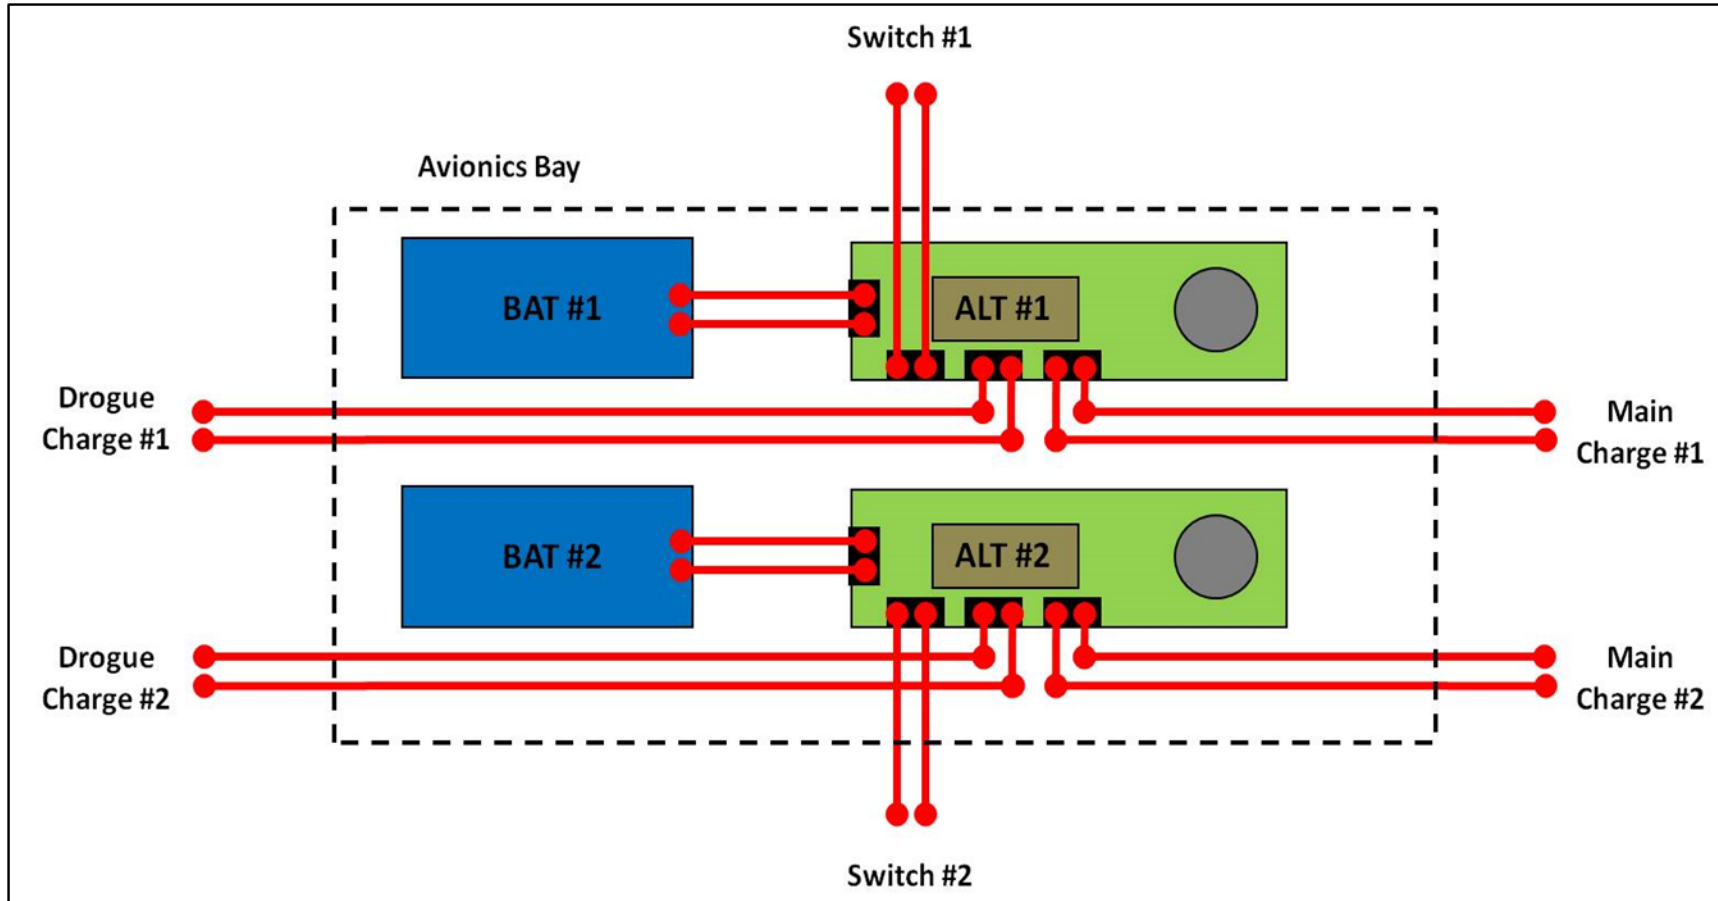 Switch #1
Avionics Bay
BAT #1
ALT #1
Drogue
Charge #1
Main
Charge #1
BAT #2
ALT #2
Drogue
Charge #2
Main
Charge #2
Switch #2